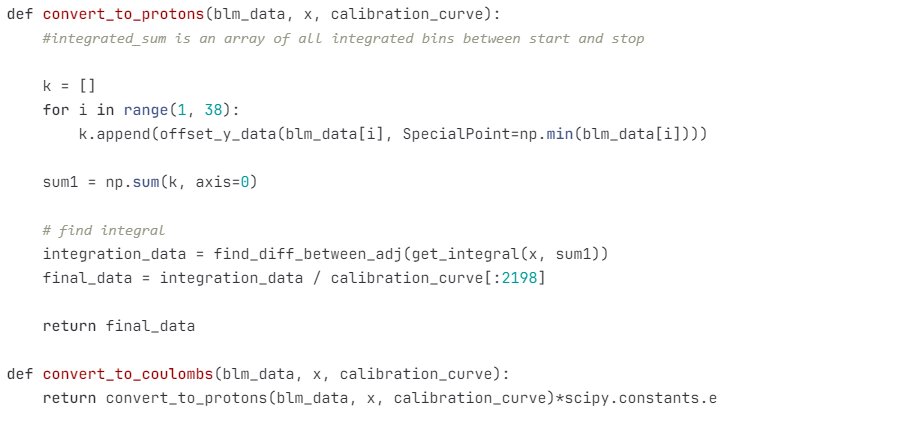 def convert_to_protons(blm_data, x, calibration_curve):
    #integrated_sum is an array of all integrated bins between start and stop
    k = []
    for i in range(1, 38):
        k.append(offset_y_data(blm_data[i], SpecialPoint=np.min(blm_data[i])))
    sum1 = np.sum(k, axis=0)
    # find integral
    integration_data = find_diff_between_adj(get_integral(x, sum1))
    final_data = integration_data / calibration_curve[:2198]
    return final_data
def convert_to_coulombs(blm_data, x, calibration_curve):
    return convert_to_protons(blm_data, x, calibration_curve)*scipy.constants.e